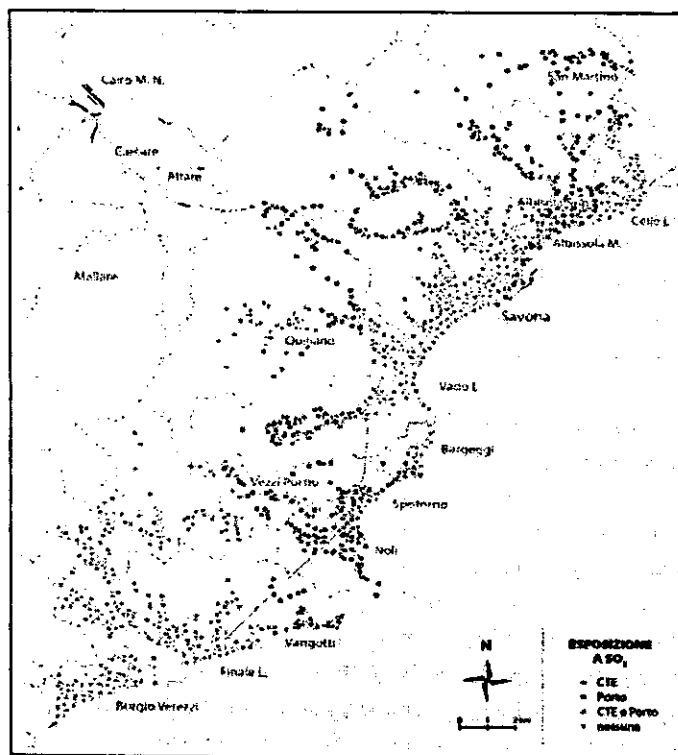 San Martino
Cairo M. N.
Carcare
Altare
Celle L
Albissola M.
Mallare
Savona
Quiliano
Vado L
Bergeggi
Vezzi Portio
Spotorno
Noli
Varigotti
Finale L.
Borgio Verezzi
N
ESPOSIZIONE
A SO₂
CTE
Porto
CTE e Porto
nessuna